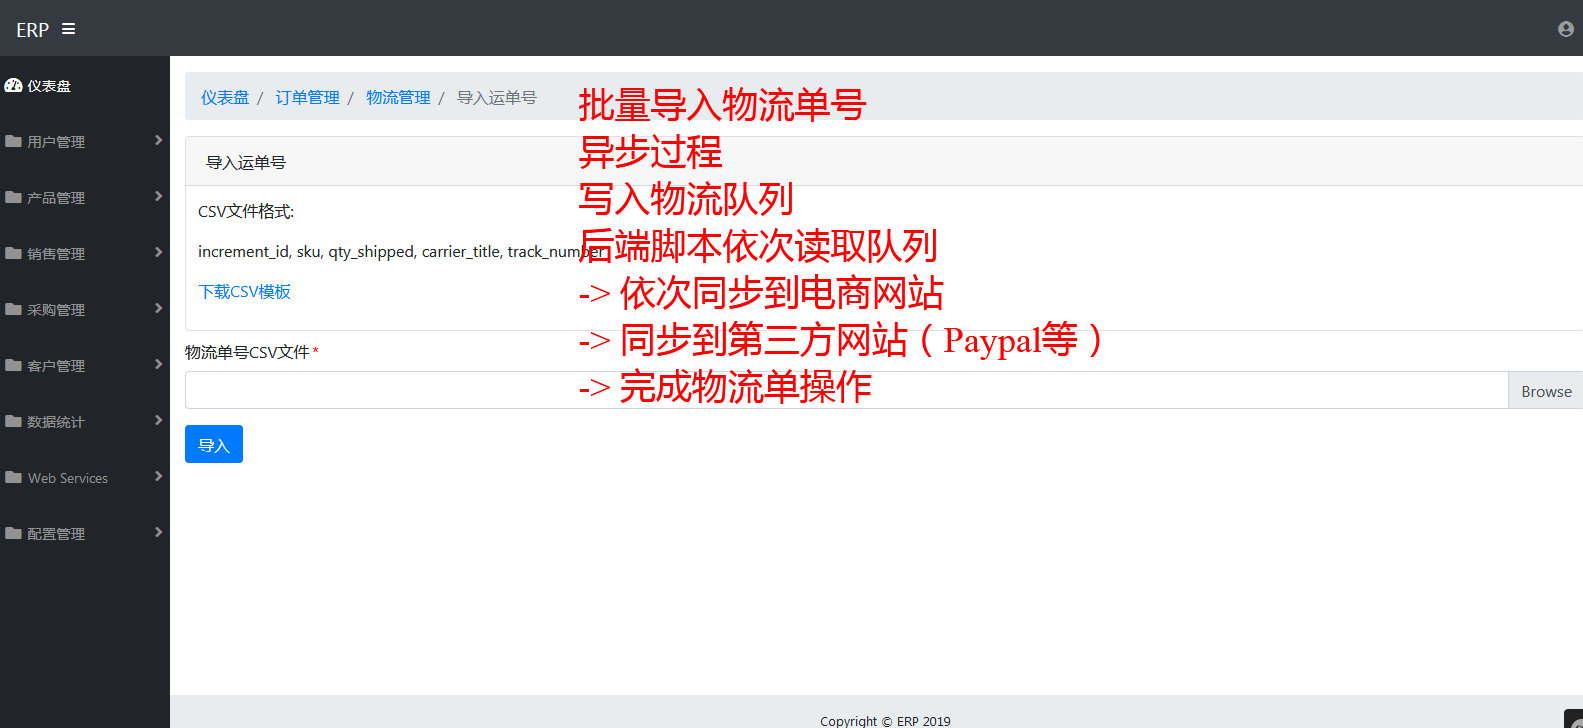 ERP
仪表盘
用户管理
产品管理
销售管理
采购管理
客户管理
数据统计
Web Services
配置管理
仪表盘 / 订单管理 / 物流管理 / 导入运单号
导入运单号
CSV文件格式:
increment_id, sku, qty_shipped, carrier_title, track_number
下载CSV模板
物流单号CSV文件 *
Browse
导入
批量导入物流单号
异步过程
写入物流队列
后端脚本依次读取队列
-> 依次同步到电商网站
-> 同步到第三方网站（Paypal等）
-> 完成物流单操作
Copyright © ERP 2019